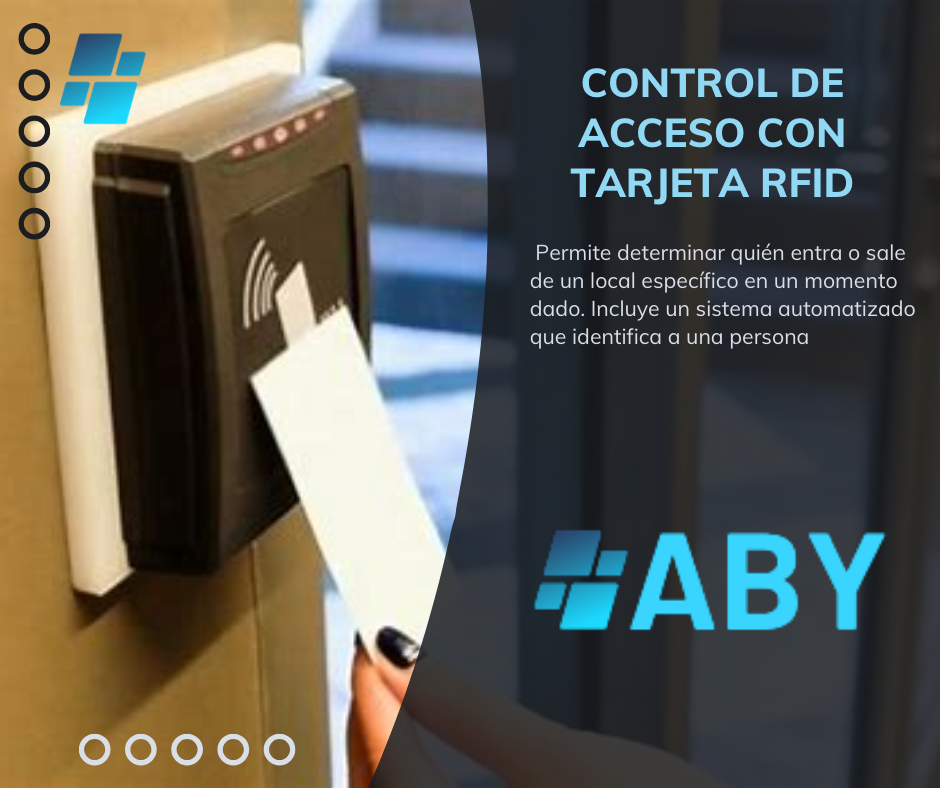 CONTROL DE
ACCESO CON
TARJETA RFID
Permite determinar quién entra o sale
de un local específico en un momento
dado. Incluye un sistema automatizado
que identifica a una persona
ABY